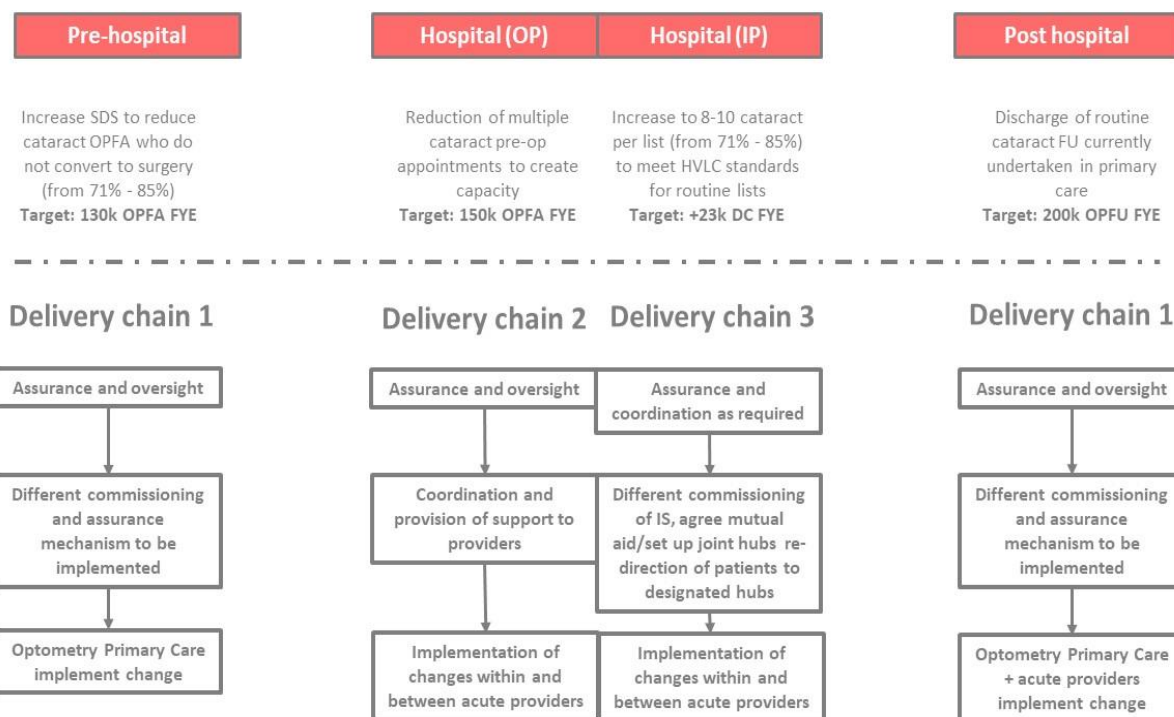 Pre-hospital
Increase SDS to reduce
cataract OPFA who do
not convert to surgery
(from 71% - 85%)
Target: 130k OPFA FYE
Hospital (OP)
Reduction of multiple
cataract pre-op
appointments to create
capacity
Target: 150k OPFA FYE
Hospital (IP)
Increase to 8-10 cataract
per list (from 71% - 85%)
to meet HVLC standards
for routine lists
Target: +23k DC FYE
Post hospital
Discharge of routine
cataract FU currently
undertaken in primary
care
Target: 200k OPFU FYE
Delivery chain 1
Assurance and oversight
Different commissioning
and assurance
mechanism to be
implemented
Optometry Primary Care
implement change
Delivery chain 2
Assurance and oversight
Coordination and
provision of support to
providers
Implementation of
changes within and
between acute providers
Delivery chain 3
Assurance and
coordination as required
Different commissioning
of IS, agree mutual
aid/set up joint hubs re-
direction of patients to
designated hubs
Implementation of
changes within and
between acute providers
Delivery chain 1
Assurance and oversight
Different commissioning
and assurance
mechanism to be
implemented
Optometry Primary Care
+ acute providers
implement change